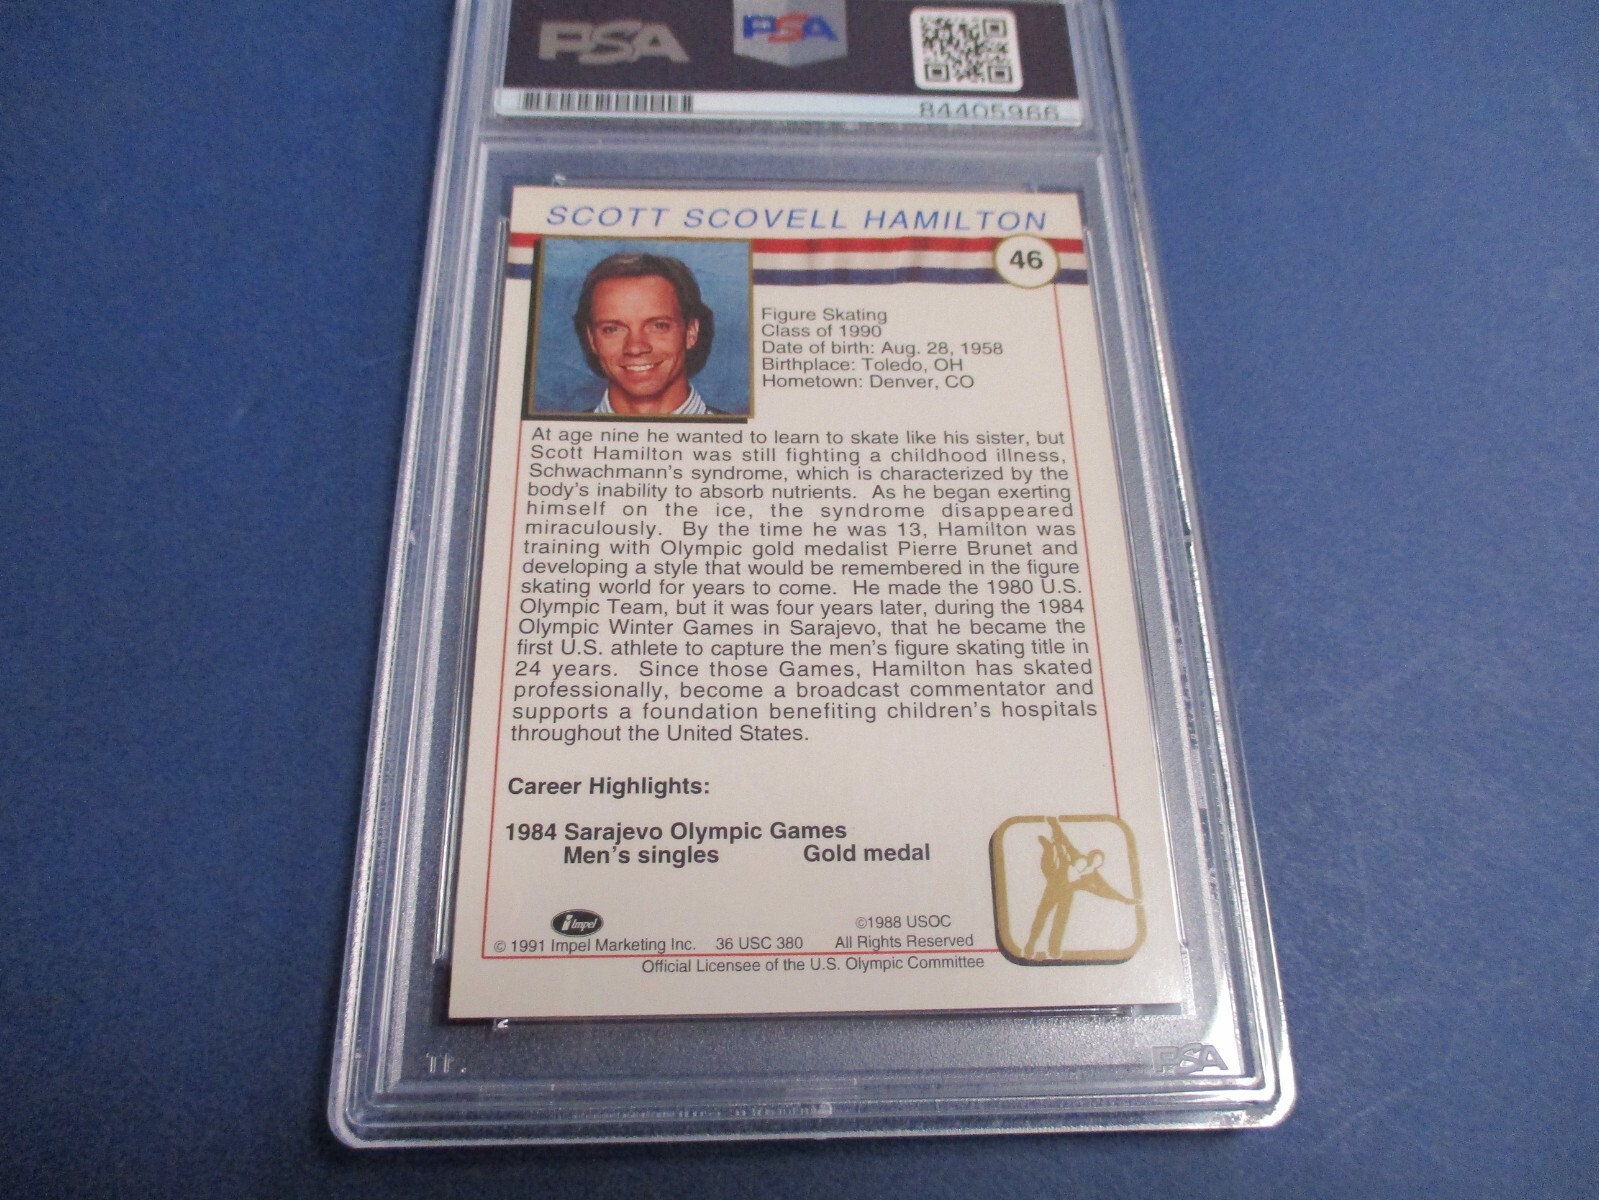 PSA
PSA
84405966
SCOTT SCOVELL HAMILTON
46
Figure Skating
Class of 1990
Date of birth: Aug. 28, 1958
Birthplace: Toledo, OH
Hometown: Denver, CO
At age nine he wanted to learn to skate like his sister, but
Scott Hamilton was still fighting a childhood illness,
Schwachmann's syndrome, which is characterized by the
body's inability to absorb nutrients. As he began exerting
himself on the ice, the syndrome disappeared
miraculously. By the time he was 13, Hamilton was
training with Olympic gold medalist Pierre Brunet and
developing a style that would be remembered in the figure
skating world for years to come. He made the 1980 U.S.
Olympic Team, but it was four years later, during the 1984
Olympic Winter Games in Sarajevo, that he became the
first U.S. athlete to capture the men's figure skating title in
24 years. Since those Games, Hamilton has skated
professionally, become a broadcast commentator and
supports a foundation benefiting children's hospitals
throughout the United States.
Career Highlights:
1984 Sarajevo Olympic Games
Men's singles Gold medal
Impel
©1988 USOC
© 1991 Impel Marketing Inc. 36 USC 380 All Rights Reserved
Official Licensee of the U.S. Olympic Committee
PSA